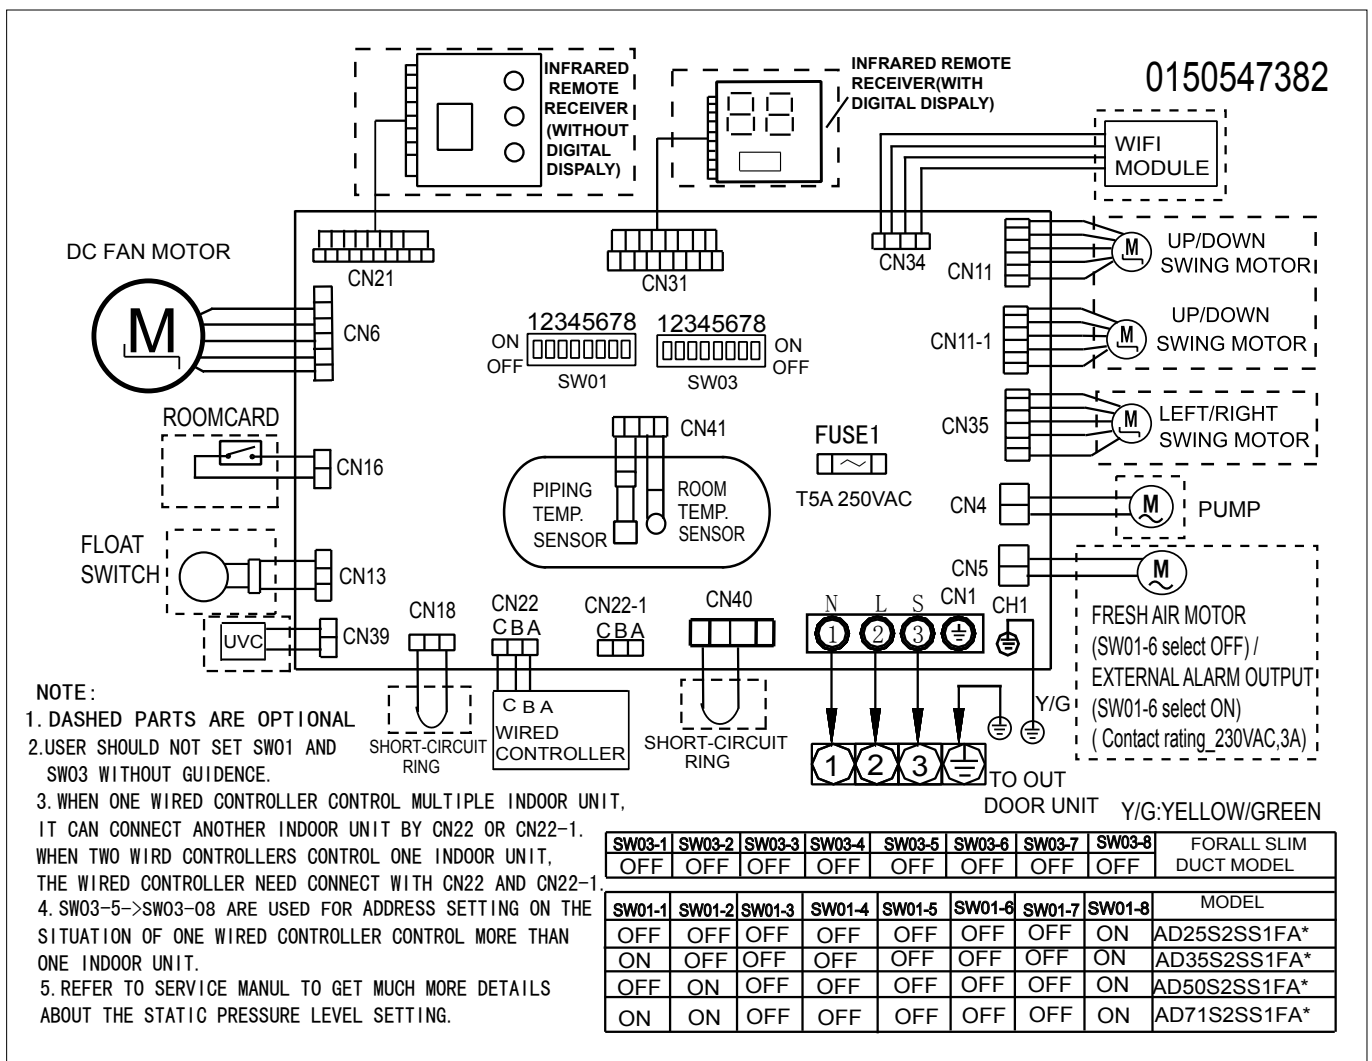 0150547382
INFRARED
REMOTE
RECEIVER
(WITHOUT
DIGITAL
DISPALY)
INFRARED REMOTE
RECEIVER(WITH
DIGITAL DISPALY)
WIFI
MODULE
DC FAN MOTOR
M
CN6
CN21
CN31
CN34
CN11
M
UP/DOWN
SWING MOTOR
CN11-1
M
UP/DOWN
SWING MOTOR
12345678
ON
OFF
SW01
12345678
ON
OFF
SW03
ROOMCARD
CN16
CN41
PIPING
TEMP.
SENSOR
ROOM
TEMP.
SENSOR
FUSE1
T5A 250VAC
CN35
M
LEFT/RIGHT
SWING MOTOR
CN4
M
PUMP
FLOAT
SWITCH
CN13
CN5
M
FRESH AIR MOTOR
(SW01-6 select OFF) /
EXTERNAL ALARM OUTPUT
(SW01-6 select ON)
( Contact rating_230VAC,3A)
UVC
CN39
CN18
SHORT-CIRCUIT
RING
CN22
CBA
C B A
WIRED
CONTROLLER
CN22-1
CBA
CN40
SHORT-CIRCUIT
RING
N L S CN1
1 2 3
CH1
Y/G
1 2 3
TO OUT
DOOR UNIT
Y/G:YELLOW/GREEN
NOTE:
1. DASHED PARTS ARE OPTIONAL
2.USER SHOULD NOT SET SW01 AND
SW03 WITHOUT GUIDENCE.
3. WHEN ONE WIRED CONTROLLER CONTROL MULTIPLE INDOOR UNIT,
IT CAN CONNECT ANOTHER INDOOR UNIT BY CN22 OR CN22-1.
WHEN TWO WIRD CONTROLLERS CONTROL ONE INDOOR UNIT,
THE WIRED CONTROLLER NEED CONNECT WITH CN22 AND CN22-1.
4. SW03-5->SW03-08 ARE USED FOR ADDRESS SETTING ON THE
SITUATION OF ONE WIRED CONTROLLER CONTROL MORE THAN
ONE INDOOR UNIT.
5. REFER TO SERVICE MANUL TO GET MUCH MORE DETAILS
ABOUT THE STATIC PRESSURE LEVEL SETTING.
SW03-1 SW03-2 SW03-3 SW03-4 SW03-5 SW03-6 SW03-7 SW03-8 FORALL SLIM
OFF OFF OFF OFF OFF OFF OFF OFF DUCT MODEL
SW01-1 SW01-2 SW01-3 SW01-4 SW01-5 SW01-6 SW01-7 SW01-8 MODEL
OFF OFF OFF OFF OFF OFF OFF ON AD25S2SS1FA*
ON OFF OFF OFF OFF OFF OFF ON AD35S2SS1FA*
OFF ON OFF OFF OFF OFF OFF ON AD50S2SS1FA*
ON ON OFF OFF OFF OFF OFF ON AD71S2SS1FA*